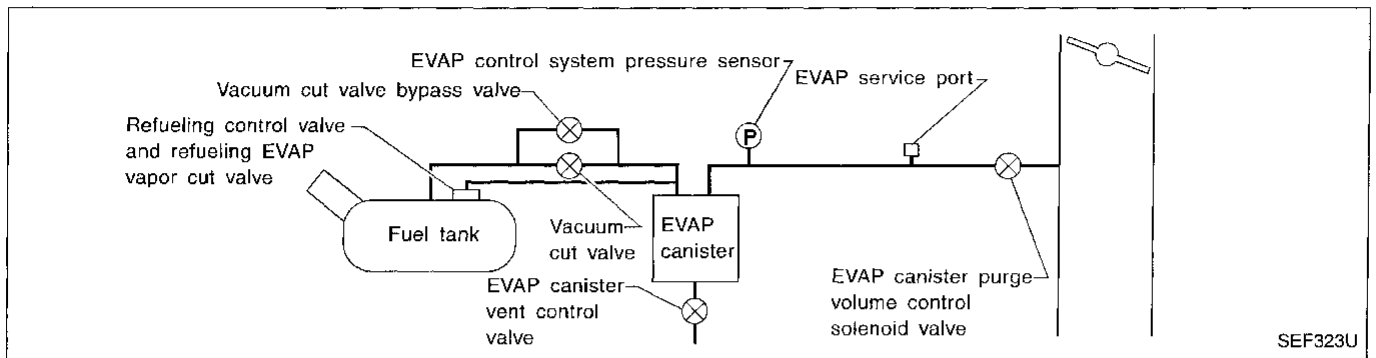 EVAP control system pressure sensor
EVAP service port
Vacuum cut valve bypass valve
Refueling control valve
and refueling EVAP
vapor cut valve
P
Fuel tank
Vacuum
cut valve
EVAP
canister
EVAP canister
vent control
valve
EVAP canister purge
volume control
solenoid valve
SEF323U